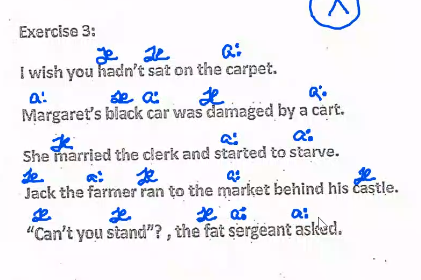 Exercise 3:
æ æ ɑ:
I wish you hadn't sat on the carpet.
ɑ: æ ɑ: æ ɑ:
Margaret's black car was damaged by a cart.
æ ɑ: ɑ:
She married the clerk and started to starve.
æ ɑ: æ ɑ: æ
Jack the farmer ran to the market behind his castle.
æ æ æ ɑ: ɑ:
"Can't you stand"? , the fat sergeant asked.